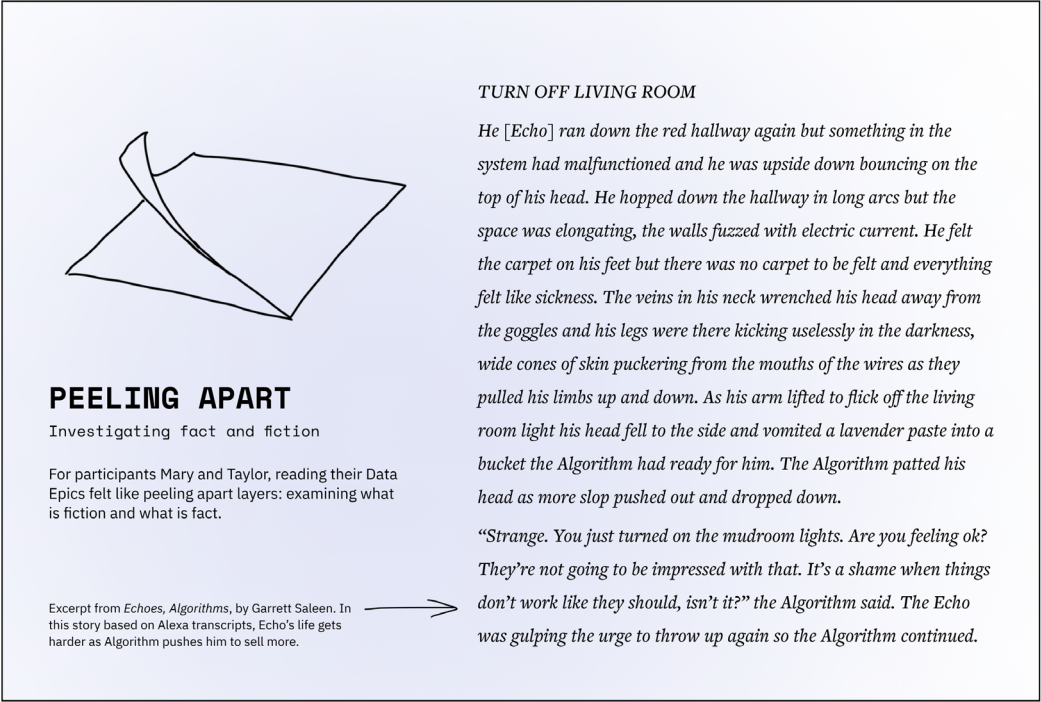 PEELING APART
Investigating fact and fiction
For participants Mary and Taylor, reading their Data
Epics felt like peeling apart layers: examining what
is fiction and what is fact.
Excerpt from Echoes, Algorithms, by Garrett Saleen. In
this story based on Alexa transcripts, Echo’s life gets
harder as Algorithm pushes him to sell more.
TURN OFF LIVING ROOM
He [Echo] ran down the red hallway again but something in the
system had malfunctioned and he was upside down bouncing on the
top of his head. He hopped down the hallway in long arcs but the
space was elongating, the walls fuzzed with electric current. He felt
the carpet on his feet but there was no carpet to be felt and everything
felt like sickness. The veins in his neck wrenched his head away from
the goggles and his legs were there kicking uselessly in the darkness,
wide cones of skin puckering from the mouths of the wires as they
pulled his limbs up and down. As his arm lifted to flick off the living
room light his head fell to the side and vomited a lavender paste into a
bucket the Algorithm had ready for him. The Algorithm patted his
head as more slop pushed out and dropped down.
“Strange. You just turned on the mudroom lights. Are you feeling ok?
They’re not going to be impressed with that. It’s a shame when things
don’t work like they should, isn’t it?” the Algorithm said. The Echo
was gulping the urge to throw up again so the Algorithm continued.